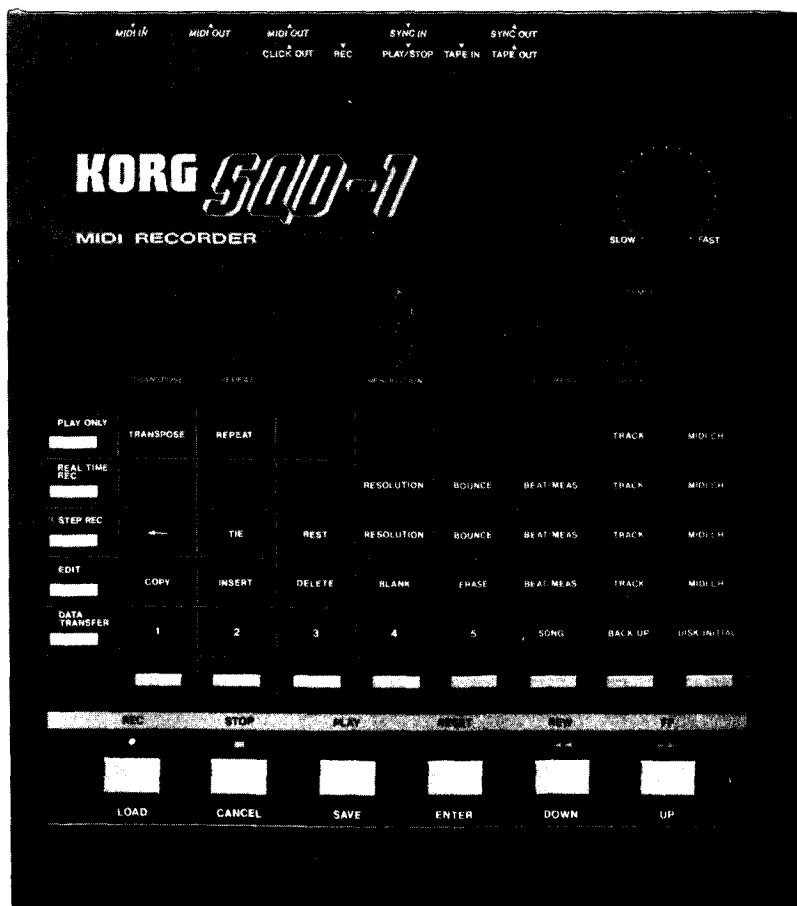 MIDI IN MIDI OUT MIDI OUT SYNC IN SYNC OUT
CLICK OUT REC PLAY/STOP TAPE IN TAPE OUT
KORG SQD-1
MIDI RECORDER
SLOW FAST
TRANSPOSE REPEAT RESOLUTION
PLAY ONLY
TRANSPOSE REPEAT TRACK MIDI CH
REAL TIME
REC
RESOLUTION BOUNCE BEAT/MEAS TRACK MIDI CH
STEP REC
← TIE REST RESOLUTION BOUNCE BEAT/MEAS TRACK MIDI CH
EDIT
COPY INSERT DELETE BLANK ERASE BEAT/MEAS TRACK MIDI CH
DATA
TRANSFER
1 2 3 4 5 SONG BACK UP DISK INITIAL
REC STOP PLAY RESET REW FF
LOAD CANCEL SAVE ENTER DOWN UP